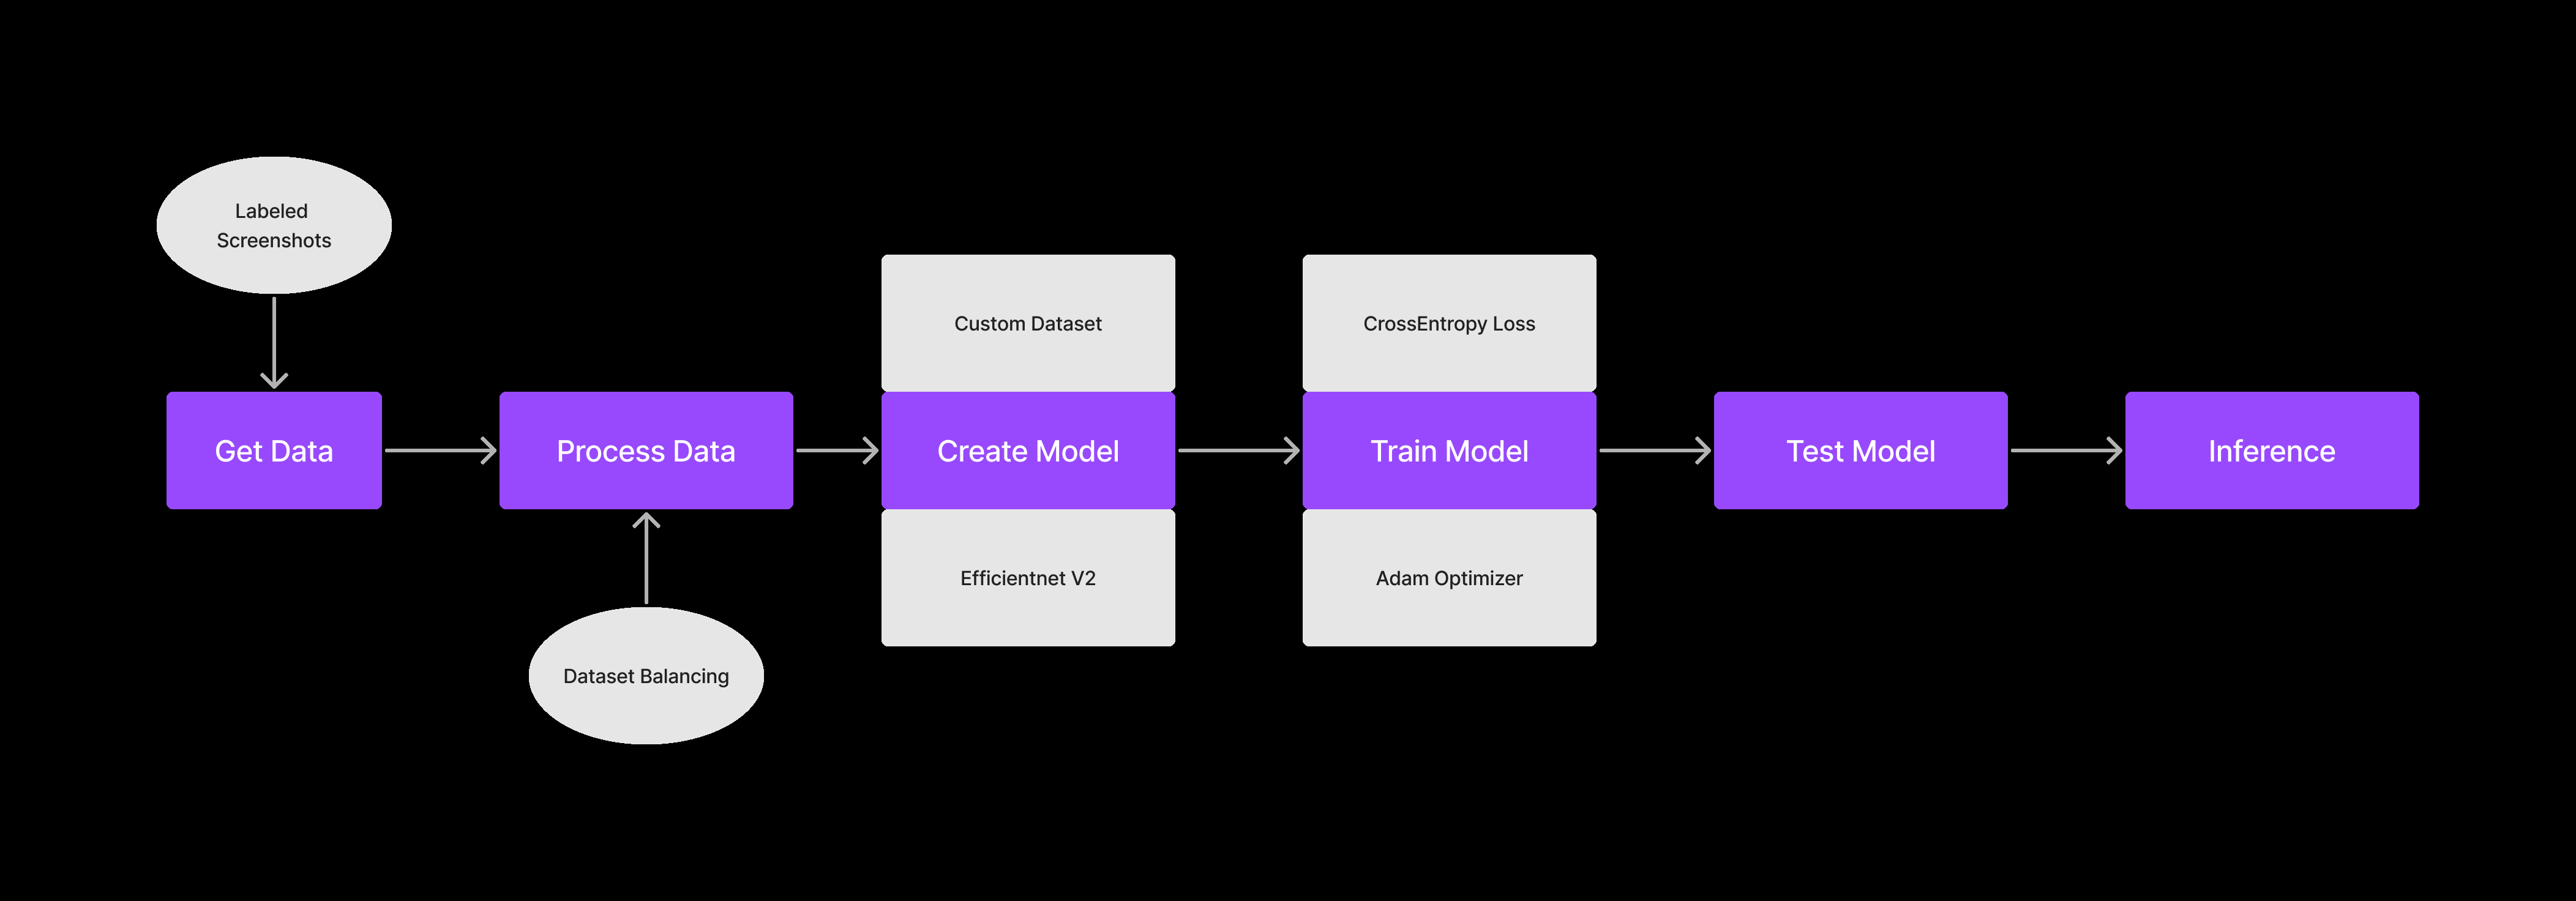 Labeled
Screenshots
Get Data
Process Data
Dataset Balancing
Custom Dataset
Create Model
Efficientnet V2
CrossEntropy Loss
Train Model
Adam Optimizer
Test Model
Inference